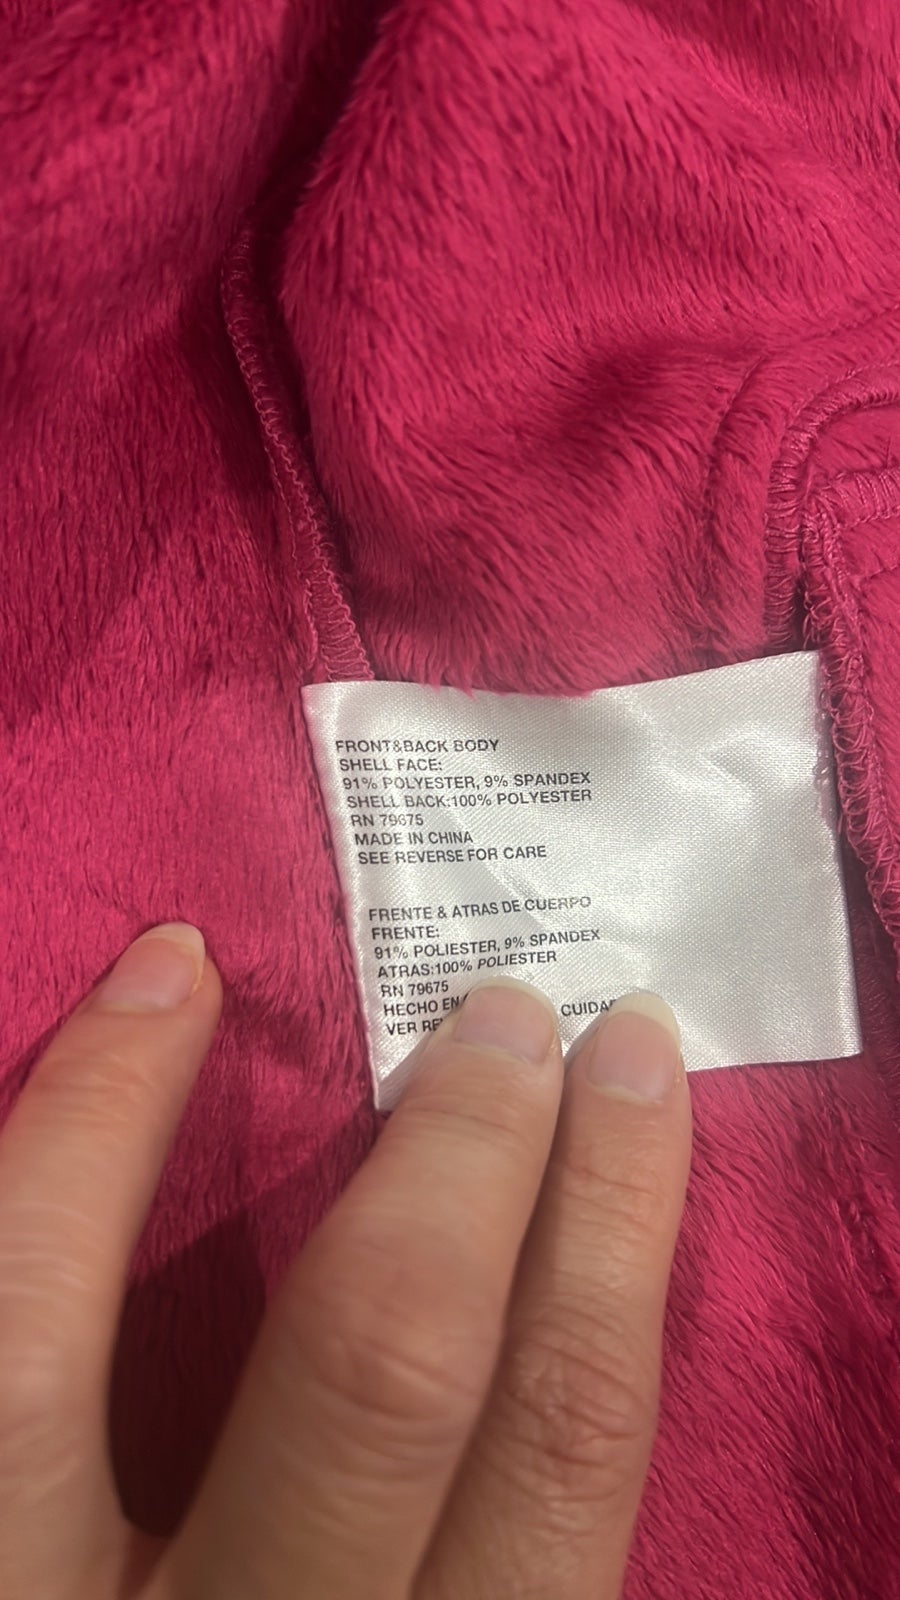 FRONT&BACK BODY
SHELL FACE:
91% POLYESTER, 9% SPANDEX
SHELL BACK:100% POLYESTER
RN 79675
MADE IN CHINA
SEE REVERSE FOR CARE
FRENTE & ATRAS DE CUERPO
FRENTE:
91% POLIESTER, 9% SPANDEX
ATRAS:100% POLIESTER
RN 79675
HECHO EN
VER